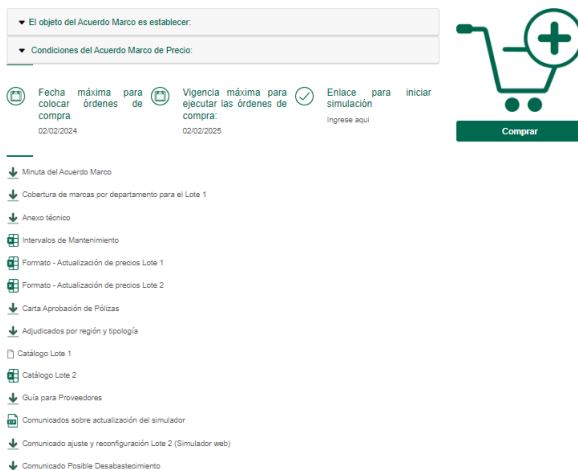 El objeto del Acuerdo Marco es establecer:
Condiciones del Acuerdo Marco de Precio:
Fecha máxima para
colocar órdenes de
compra
02/02/2024
Vigencia máxima para
ejecutar las órdenes de
compra:
02/02/2025
Enlace para iniciar
simulación
Ingrese aqui
Comprar
Minuta del Acuerdo Marco
Cobertura de marcas por departamento para el Lote 1
Anexo técnico
Intervalos de Mantenimiento
Formato - Actualización de precios Lote 1
Formato - Actualización de precios Lote 2
Carta Aprobación de Pólizas
Adjudicados por región y tipología
Catálogo Lote 1
Catálogo Lote 2
Guía para Proveedores
Comunicados sobre actualización del simulador
Comunicado ajuste y reconfiguración Lote 2 (Simulador web)
Comunicado Posible Desabastecimiento